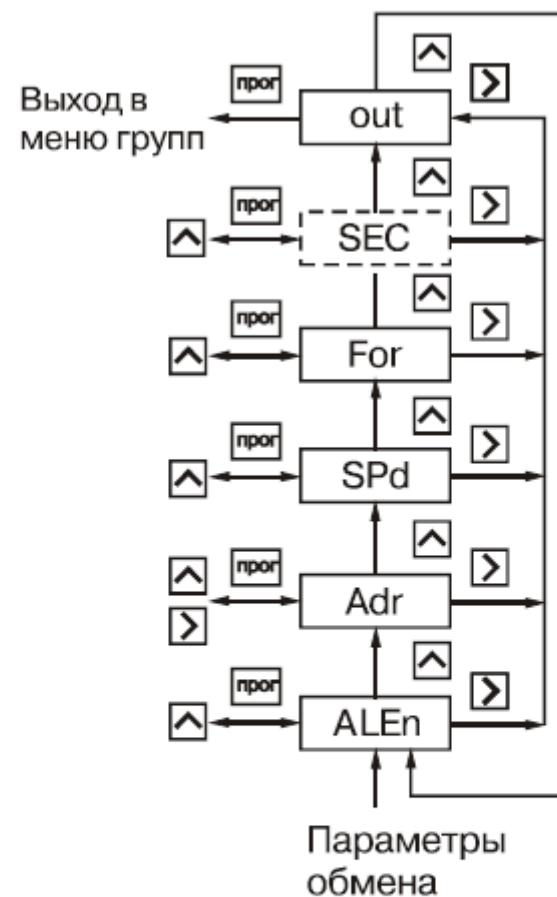 прог
Выход в
меню групп
out
прог
SEC
прог
For
прог
SPd
прог
Adr
прог
ALEn
Параметры
обмена